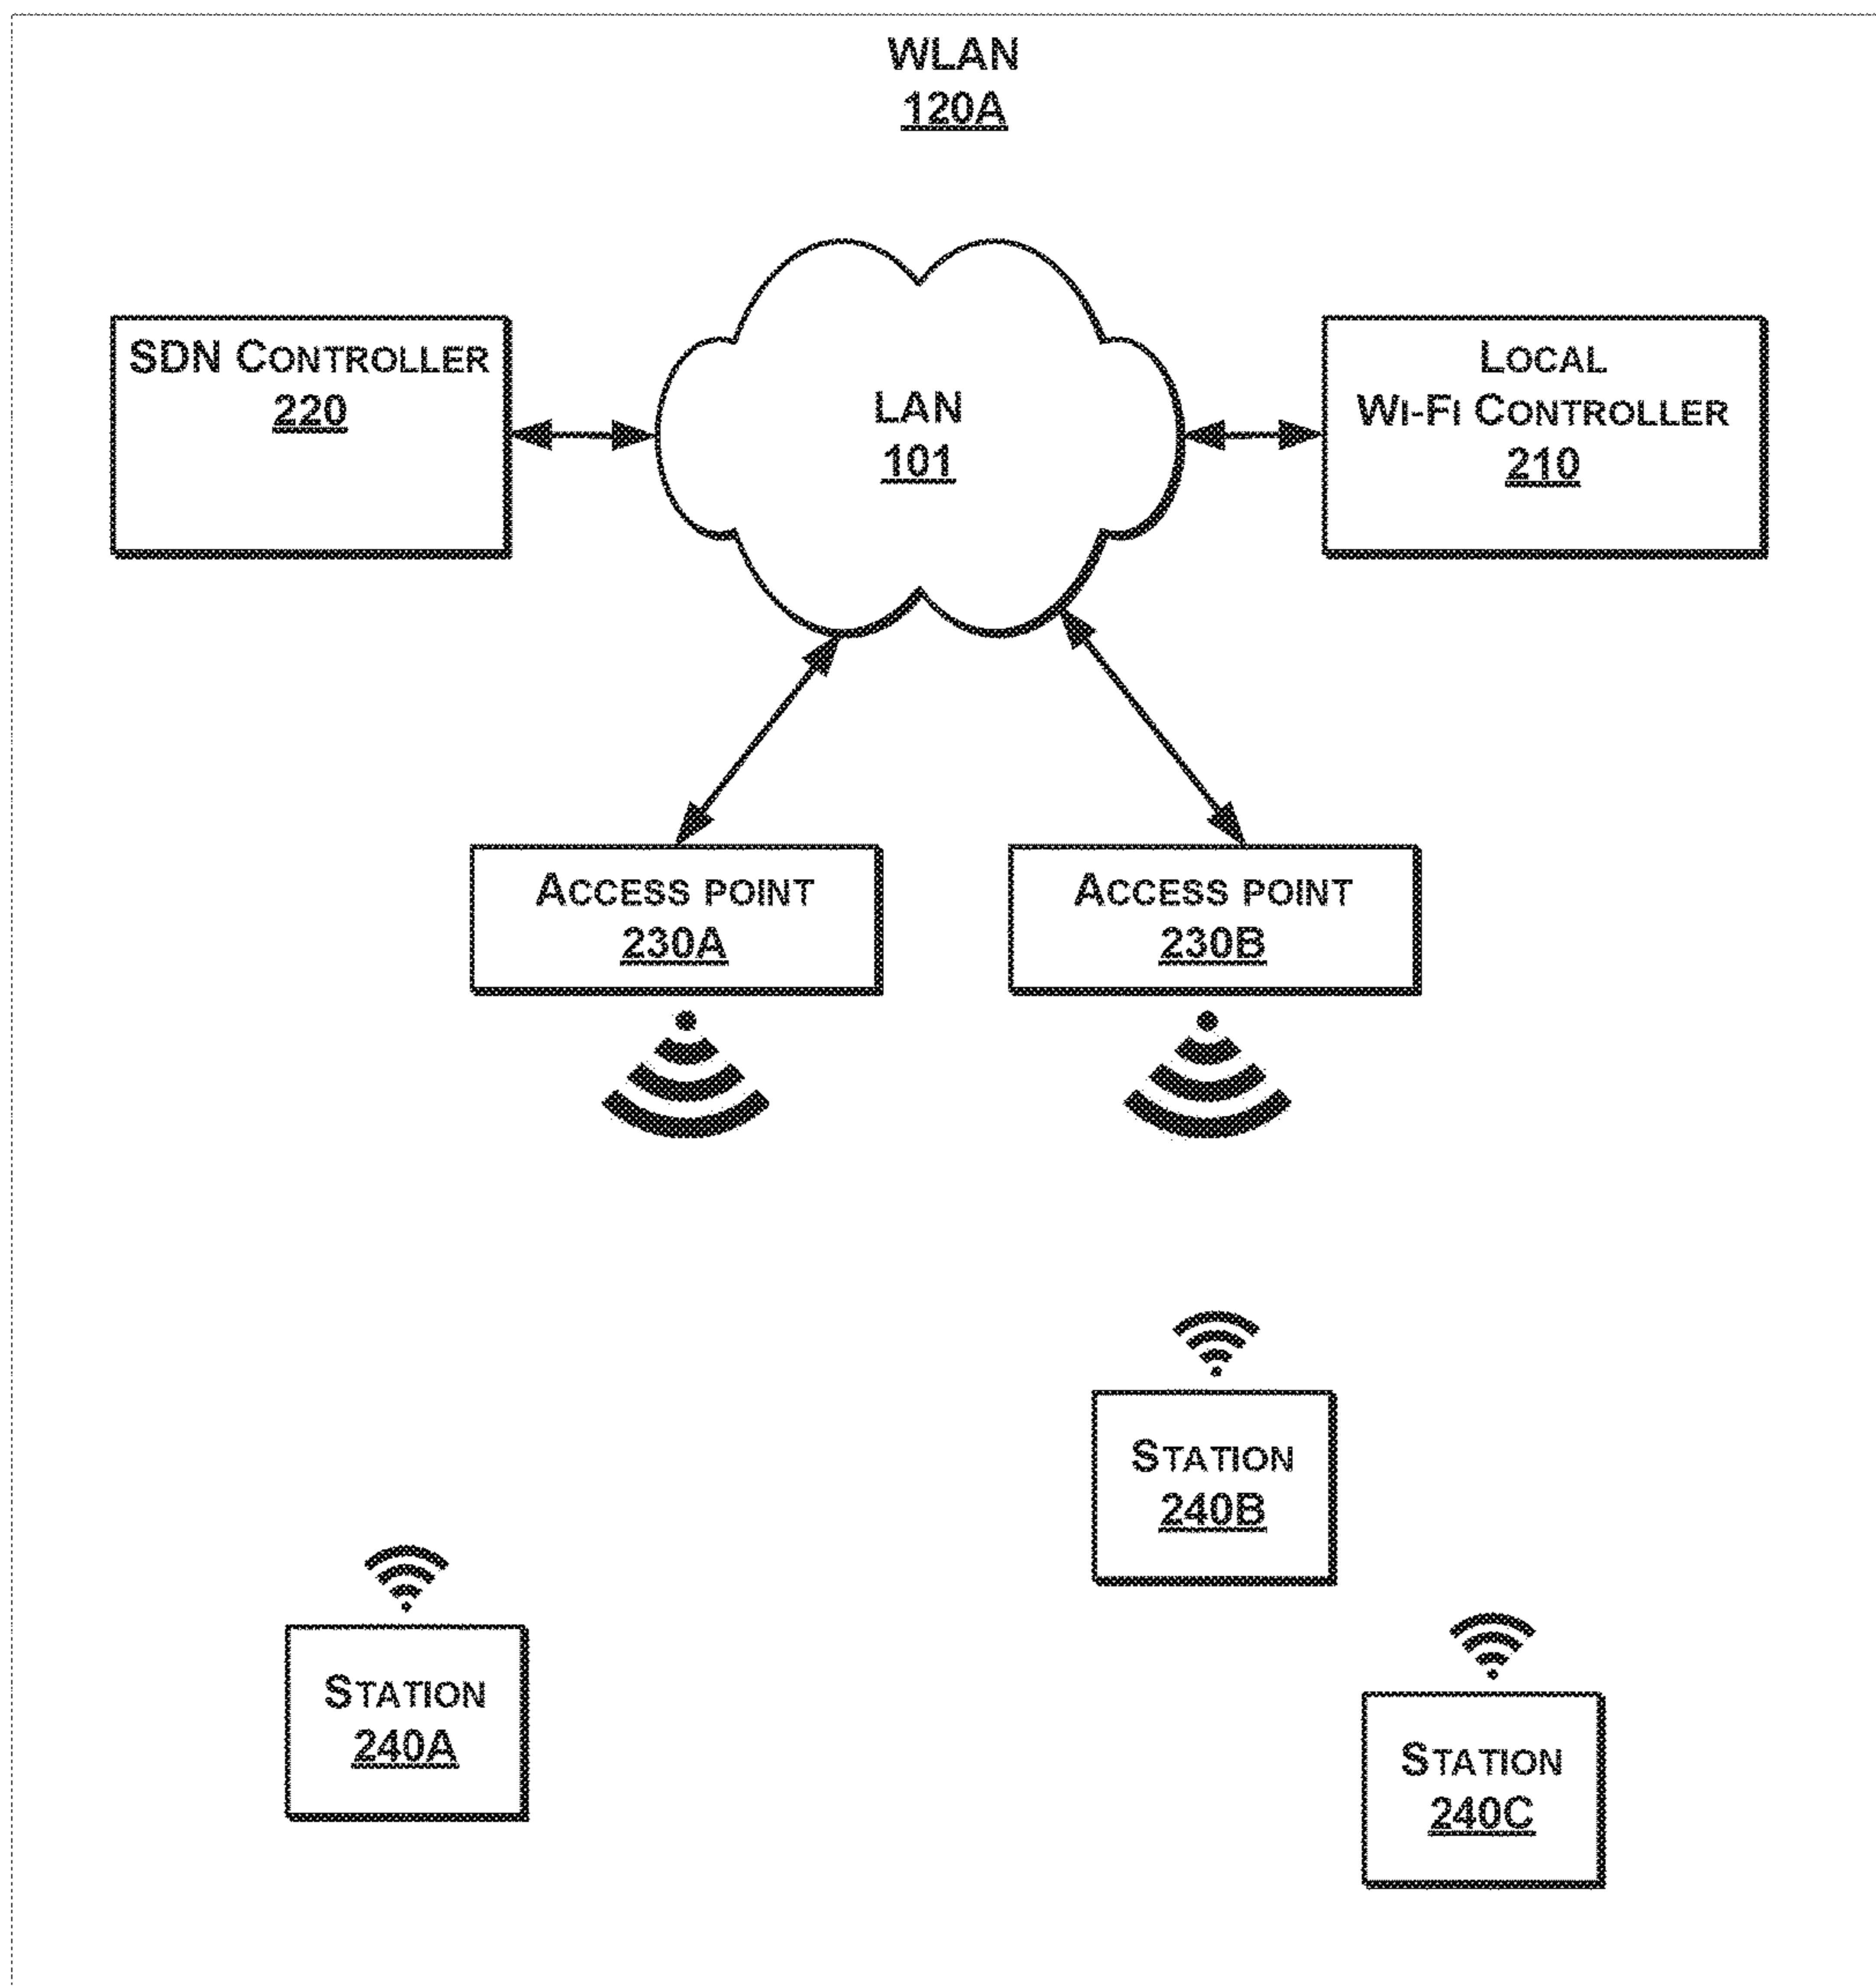 WLAN
120A
SDN CONTROLLER
220
LAN
101
LOCAL
WI-FI CONTROLLER
210
ACCESS POINT
230A
ACCESS POINT
230B
STATION
240B
STATION
240A
STATION
240C